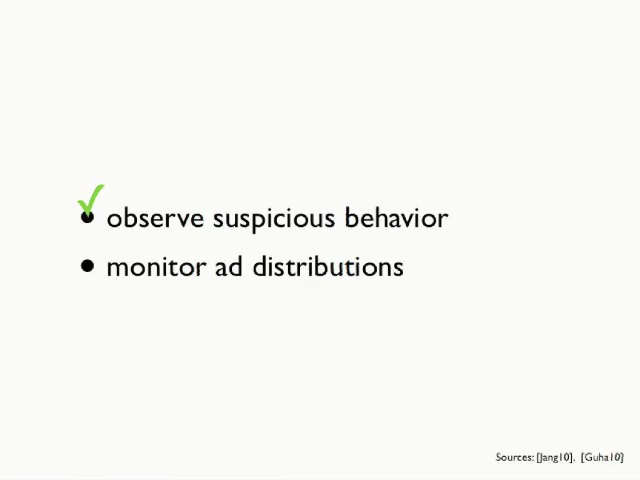 ✓
• observe suspicious behavior
• monitor ad distributions
Sources: [Jang10], [Guha10]